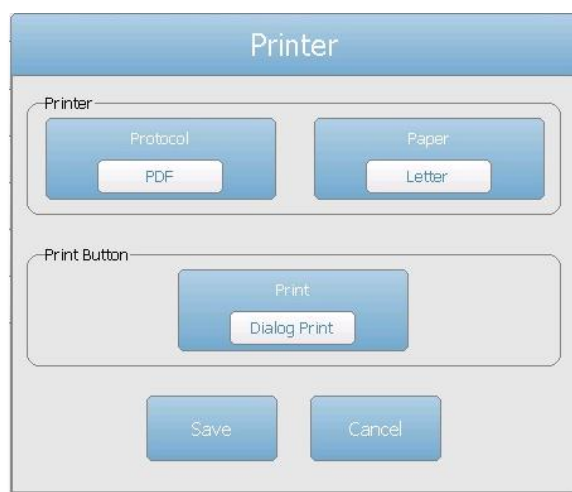 Printer
Printer
Protocol
Paper
PDF
Letter
Print Button
Print
Dialog Print
Save
Cancel